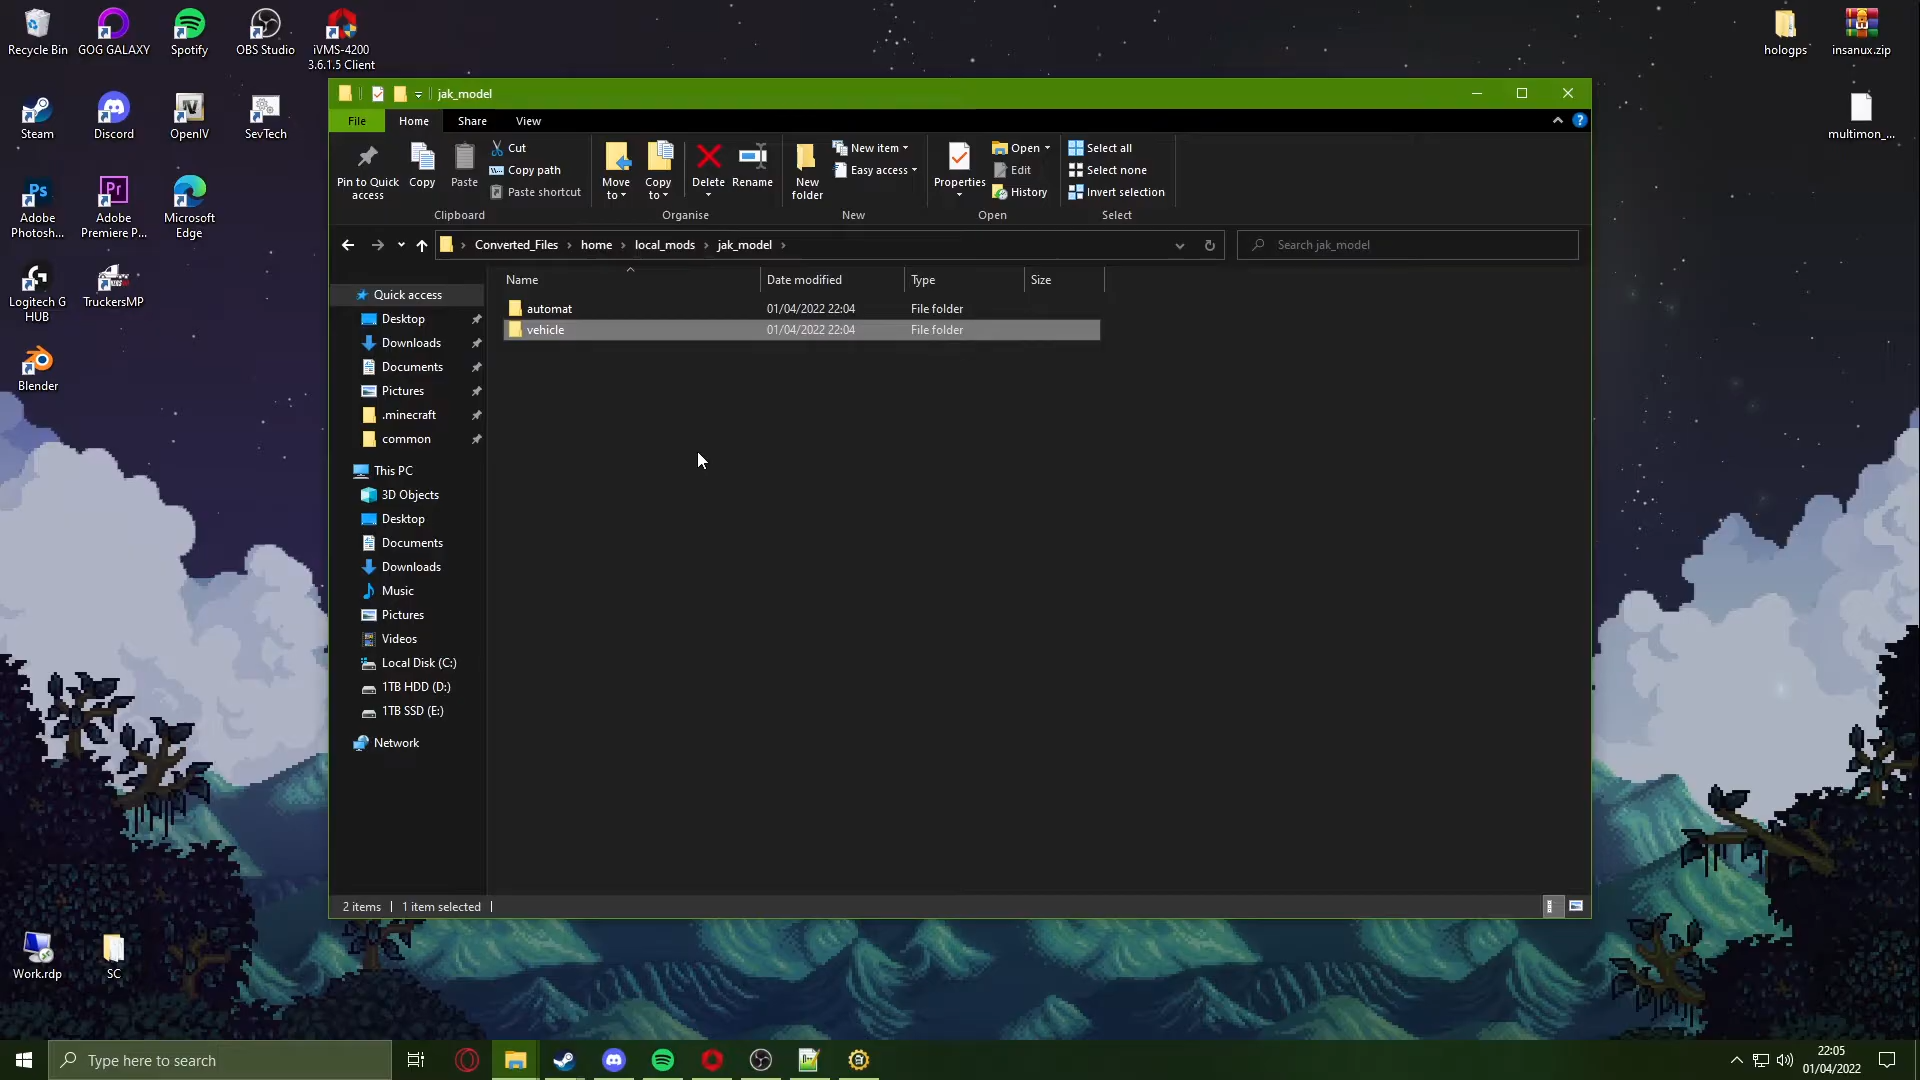 Recycle Bin
GOG GALAXY
Spotify
OBS Studio
iVMS-4200
3.6.1.5 Client
hologps
insanux.zip
Steam
Discord
OpenIV
SevTech
multimon_...
Adobe
Photosh...
Adobe
Premiere P...
Microsoft
Edge
Logitech G
HUB
TruckersMP
Blender
Work.rdp
SC
jak_model
File
Home
Share
View
Pin to Quick
access
Copy
Paste
Cut
Copy path
Paste shortcut
Clipboard
Move
to
Copy
to
Delete
Rename
Organise
New
folder
New item
Easy access
New
Properties
Open
Edit
History
Open
Select all
Select none
Invert selection
Select
Converted_Files
home
local_mods
jak_model
Search jak_model
Name
Date modified
Type
Size
automat
01/04/2022 22:04
File folder
vehicle
01/04/2022 22:04
File folder
Quick access
Desktop
Downloads
Documents
Pictures
.minecraft
common
This PC
3D Objects
Desktop
Documents
Downloads
Music
Pictures
Videos
Local Disk (C:)
1TB HDD (D:)
1TB SSD (E:)
Network
2 items
1 item selected
Type here to search
22:05
01/04/2022